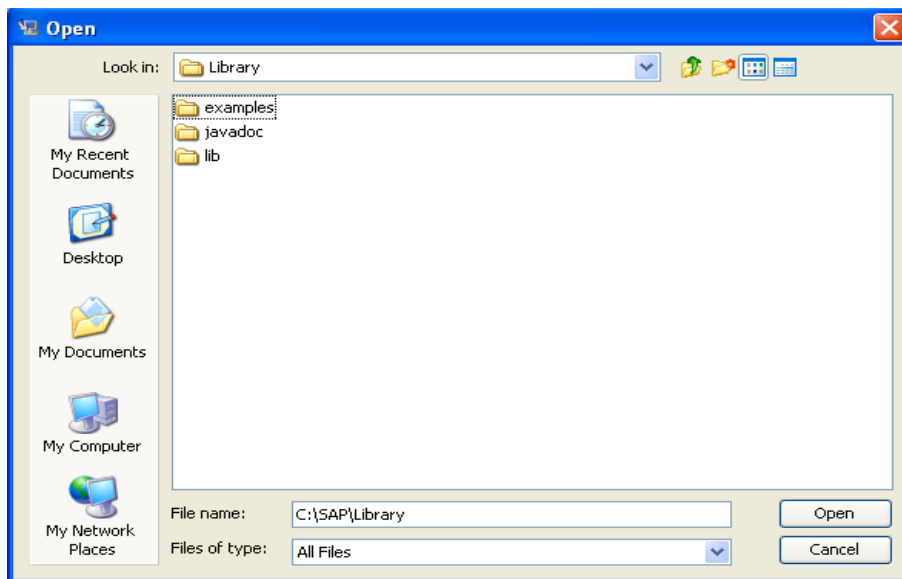 Open
Look in:
Library
My Recent
Documents
Desktop
My Documents
My Computer
My Network
Places
examples
javadoc
lib
File name:
C:\SAP\Library
Open
Files of type:
All Files
Cancel